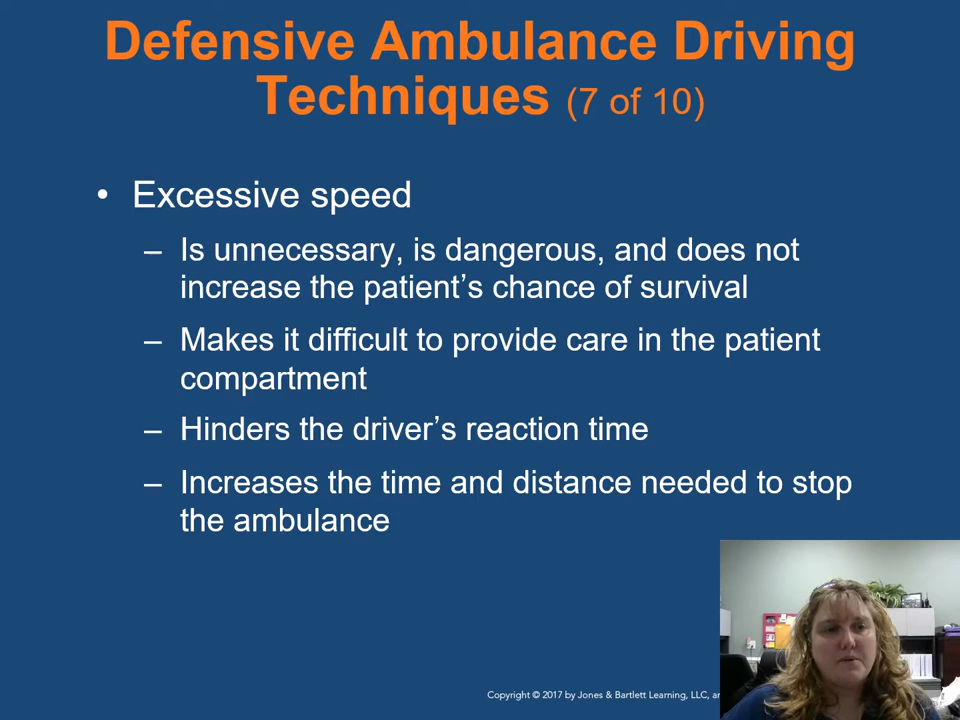 Defensive Ambulance Driving
Techniques (7 of 10)
• Excessive speed
– Is unnecessary, is dangerous, and does not
increase the patient’s chance of survival
– Makes it difficult to provide care in the patient
compartment
– Hinders the driver’s reaction time
– Increases the time and distance needed to stop
the ambulance
Copyright © 2017 by Jones & Bartlett Learning, LLC,